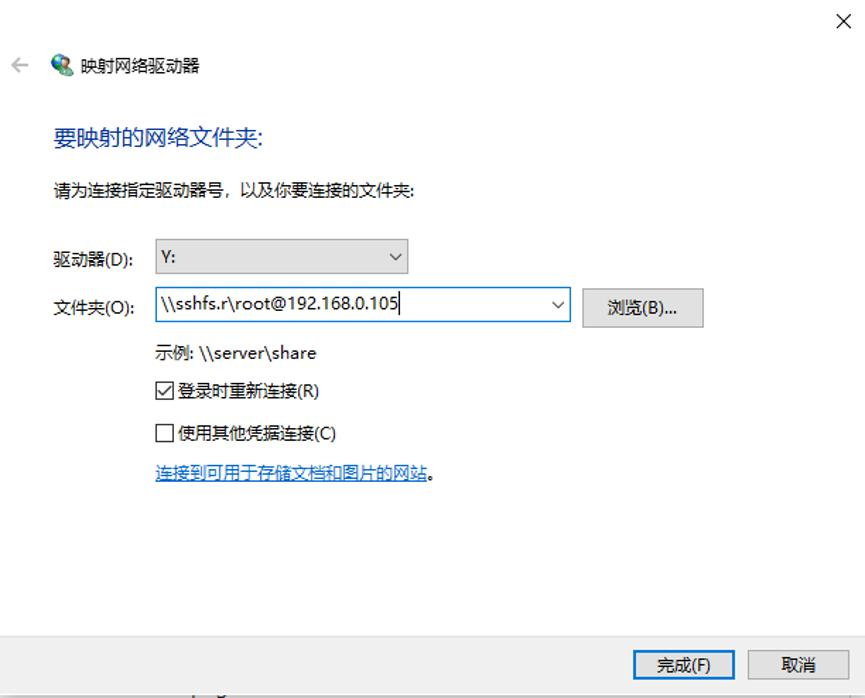 映射网络驱动器
要映射的网络文件夹:
请为连接指定驱动器号，以及你要连接的文件夹:
驱动器(D): Y:
文件夹(O): \\sshfs.r\root@192.168.0.105 浏览(B)...
示例: \\server\share
登录时重新连接(R)
使用其他凭据连接(C)
连接到可用于存储文档和图片的网站。
完成(F) 取消